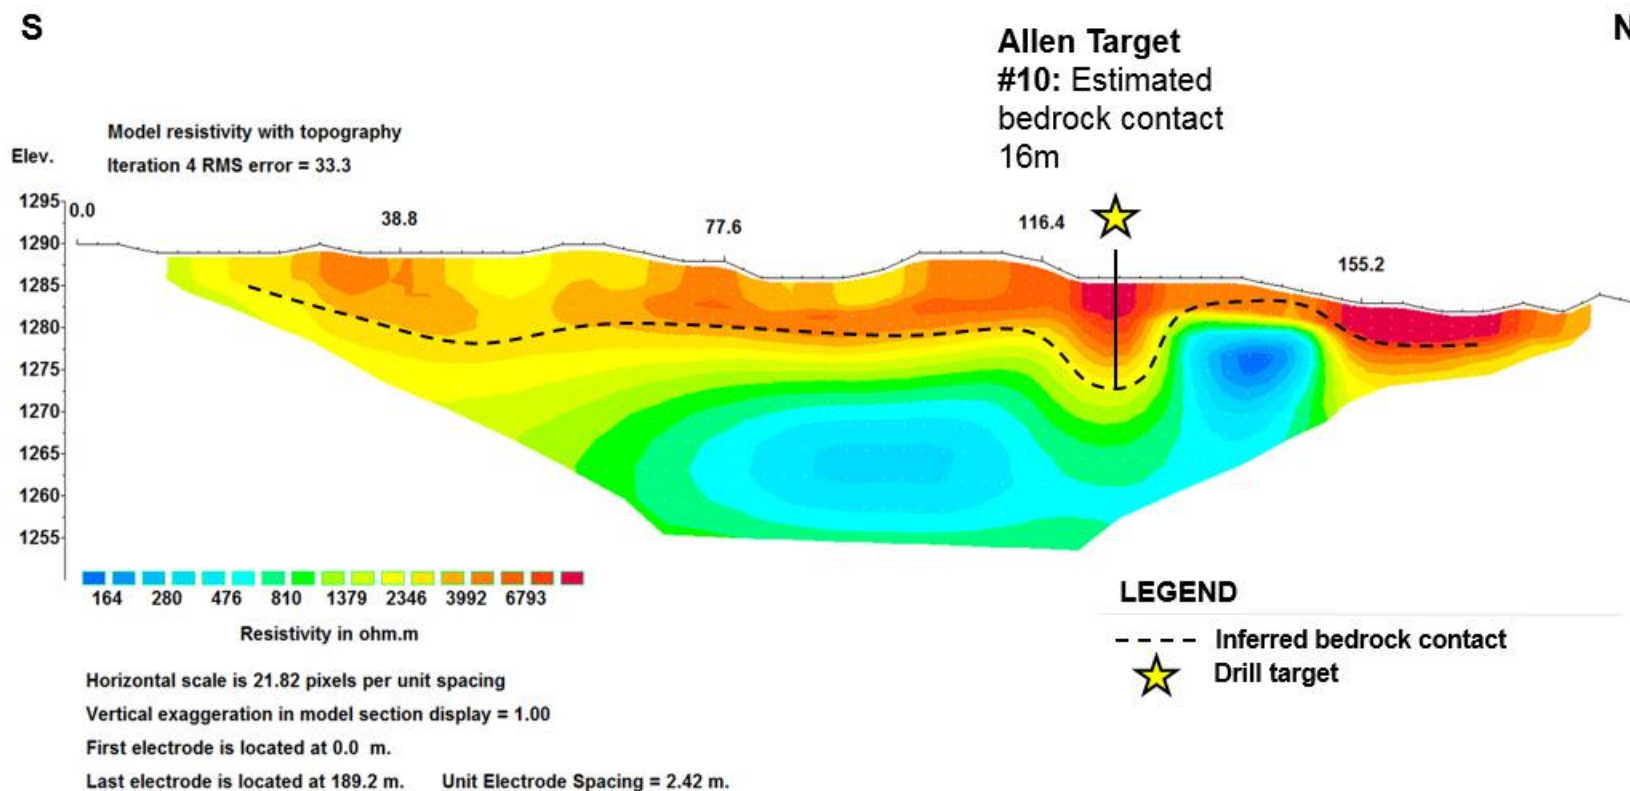 S
N
Allen Target
#10: Estimated
bedrock contact
16m
Model resistivity with topography
Iteration 4 RMS error = 33.3
Elev.
1295
0.0
38.8
77.6
116.4
155.2
1290
1285
1280
1275
1270
1265
1260
1255
164 280 476 810 1379 2346 3992 6793
Resistivity in ohm.m
LEGEND
Inferred bedrock contact
Drill target
Horizontal scale is 21.82 pixels per unit spacing
Vertical exaggeration in model section display = 1.00
First electrode is located at 0.0 m.
Last electrode is located at 189.2 m. Unit Electrode Spacing = 2.42 m.